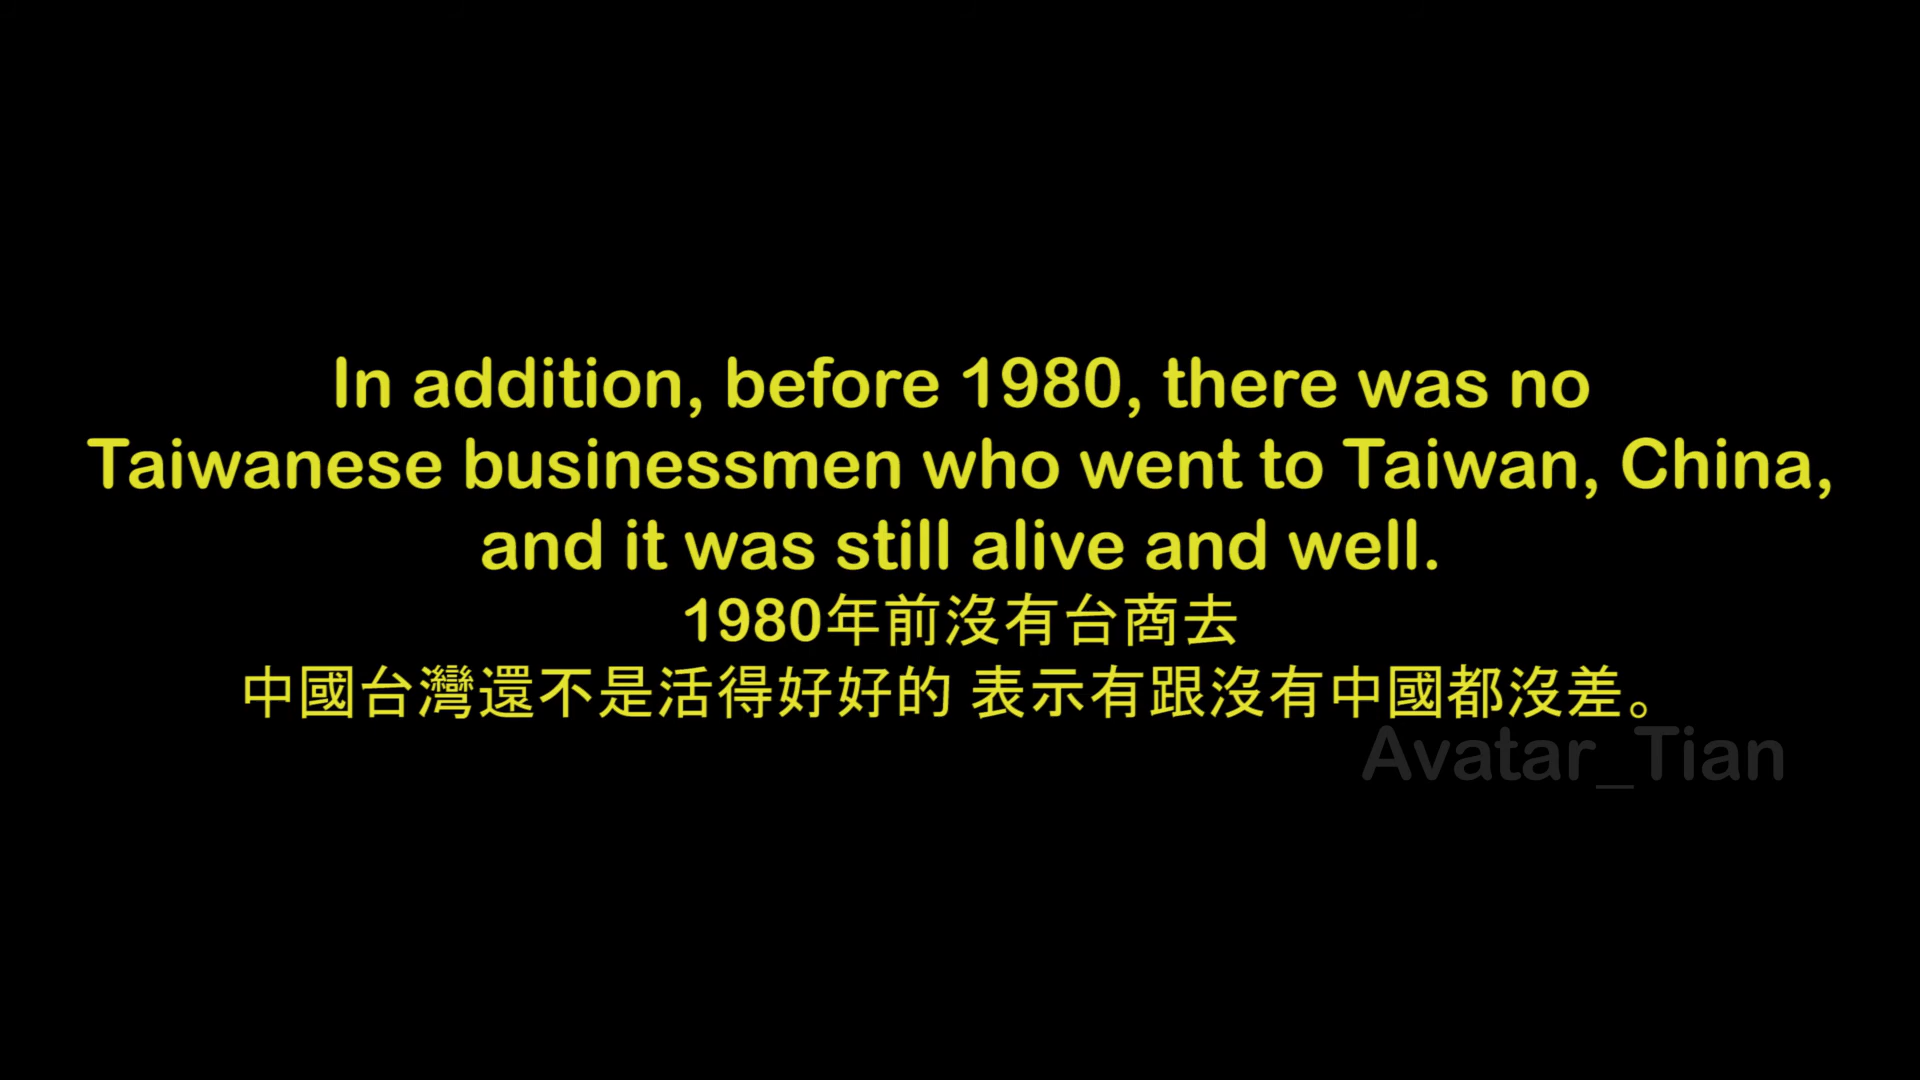 In addition, before 1980, there was no
Taiwanese businessmen who went to Taiwan, China,
and it was still alive and well.
1980年前沒有台商去
中國台灣還不是活得好好的 表示有跟沒有中國都沒差。
Avatar_Tian